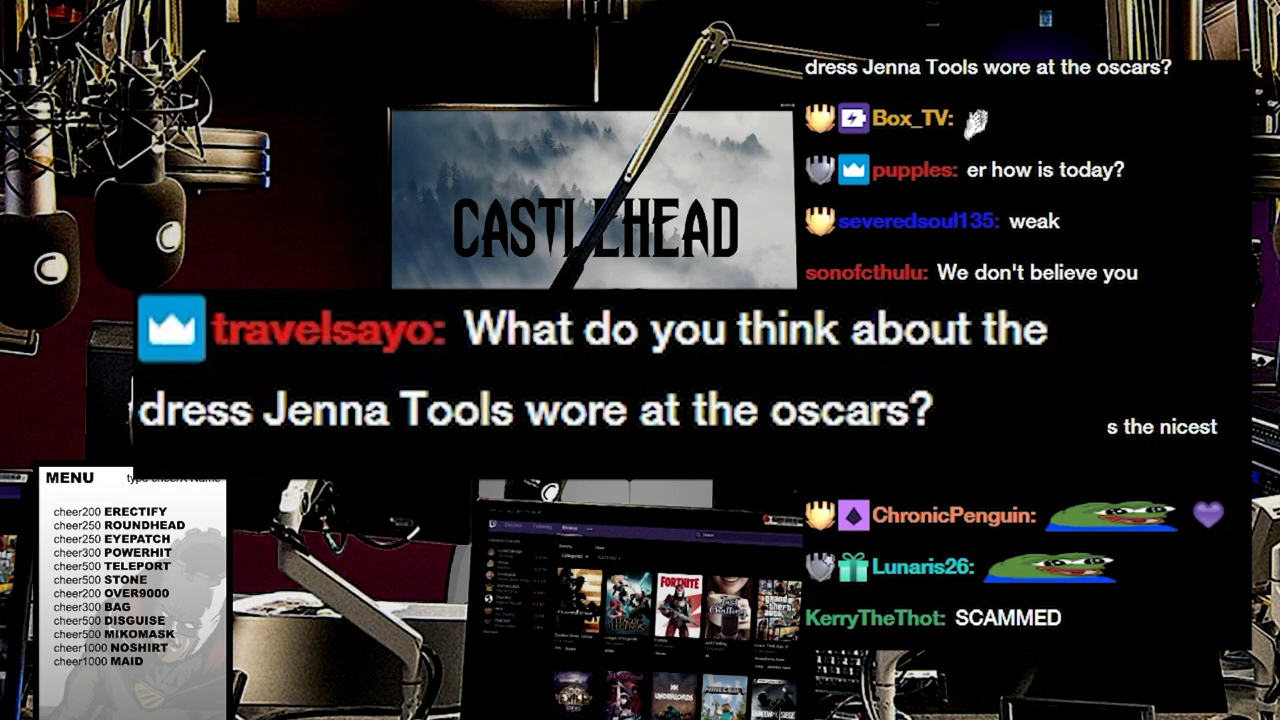 dress Jenna Tools wore at the oscars?
Box_TV:
pupples: er how is today?
severedsoul135: weak
sonofcthulu: We don't believe you
CASTLEHEAD
travelsayo: What do you think about the
dress Jenna Tools wore at the oscars?
s the nicest
MENU
cheer200 ERECTIFY
cheer250 ROUNDHEAD
cheer250 EYEPATCH
cheer300 POWERHIT
cheer500 TELEPORT
cheer500 STONE
cheer200 OVER9000
cheer300 BAG
cheer500 DISGUISE
cheer500 MIKOMASK
cheer1000 NOSHIRT
cheer1000 MAID
ChronicPenguin:
Lunaris26:
KerryTheThot: SCAMMED
FORTNITE
UNDERLORDS
MINECRAFT